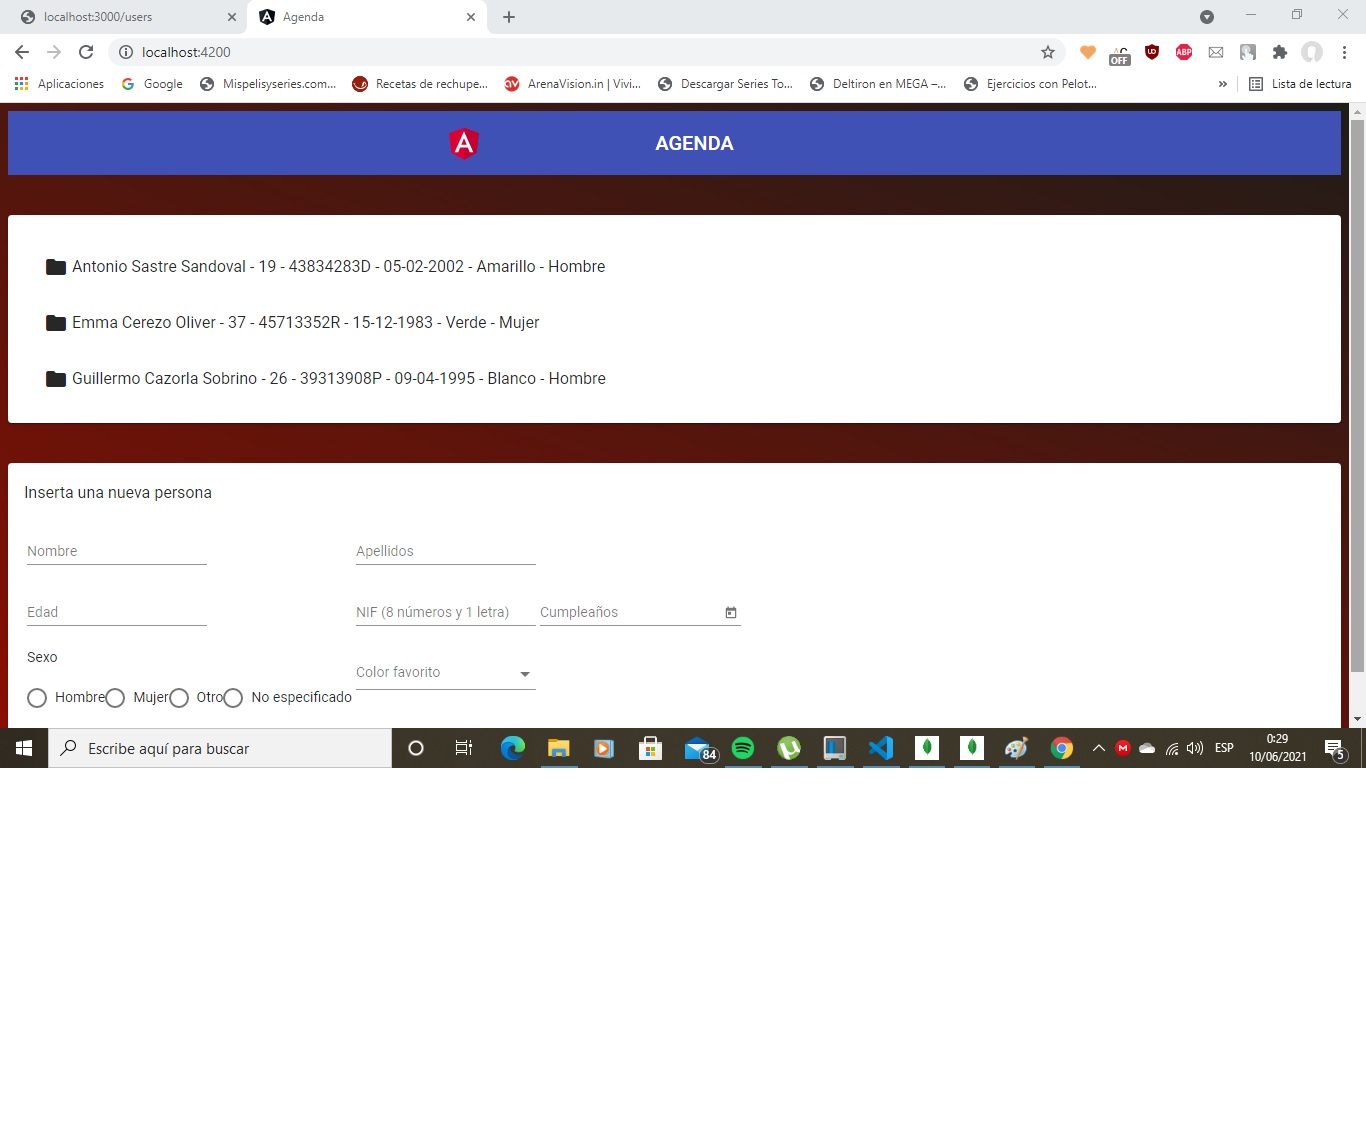 localhost:3000/users
Agenda
localhost:4200
OFF
ABP
Aplicaciones
Google
Mispelisyseries.com...
Recetas de rechupe...
ArenaVision.in | Vivi...
Descargar Series To...
Deltiron en MEGA –...
Ejercicios con Pelot...
»
Lista de lectura
AGENDA
Antonio Sastre Sandoval - 19 - 43834283D - 05-02-2002 - Amarillo - Hombre
Emma Cerezo Oliver - 37 - 45713352R - 15-12-1983 - Verde - Mujer
Guillermo Cazorla Sobrino - 26 - 39313908P - 09-04-1995 - Blanco - Hombre
Inserta una nueva persona
Nombre
Apellidos
Edad
NIF (8 números y 1 letra)
Cumpleaños
Sexo
Color favorito
Hombre
Mujer
Otro
No especificado
Escribe aquí para buscar
84
ESP
0:29
10/06/2021
5